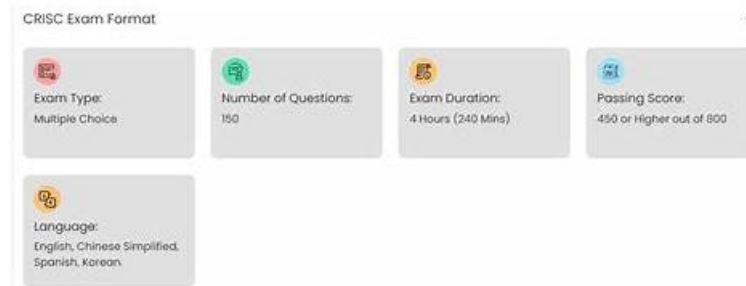 CRISC Exam Format
Exam Type:
Multiple Choice
Number of Questions:
150
Exam Duration:
4 Hours (240 Mins)
Passing Score:
450 or Higher out of 800
Language:
English, Chinese Simplified,
Spanish, Korean.